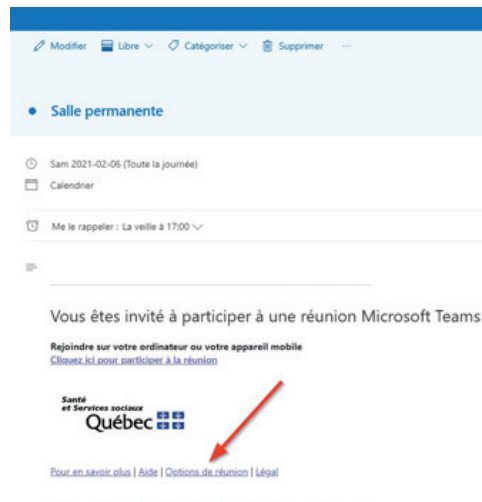 Modifier Libre Catégoriser Supprimer ...
Salle permanente
Sam 2021-02-06 (Toute la journée)
Calendrier
Me le rappeler : La veille à 17:00
Vous êtes invité à participer à une réunion Microsoft Teams
Rejoindre sur votre ordinateur ou votre appareil mobile
Cliquez ici pour participer à la réunion
Santé
et Services sociaux
Québec
Pour en savoir plus | Aide | Options de réunion | Légal